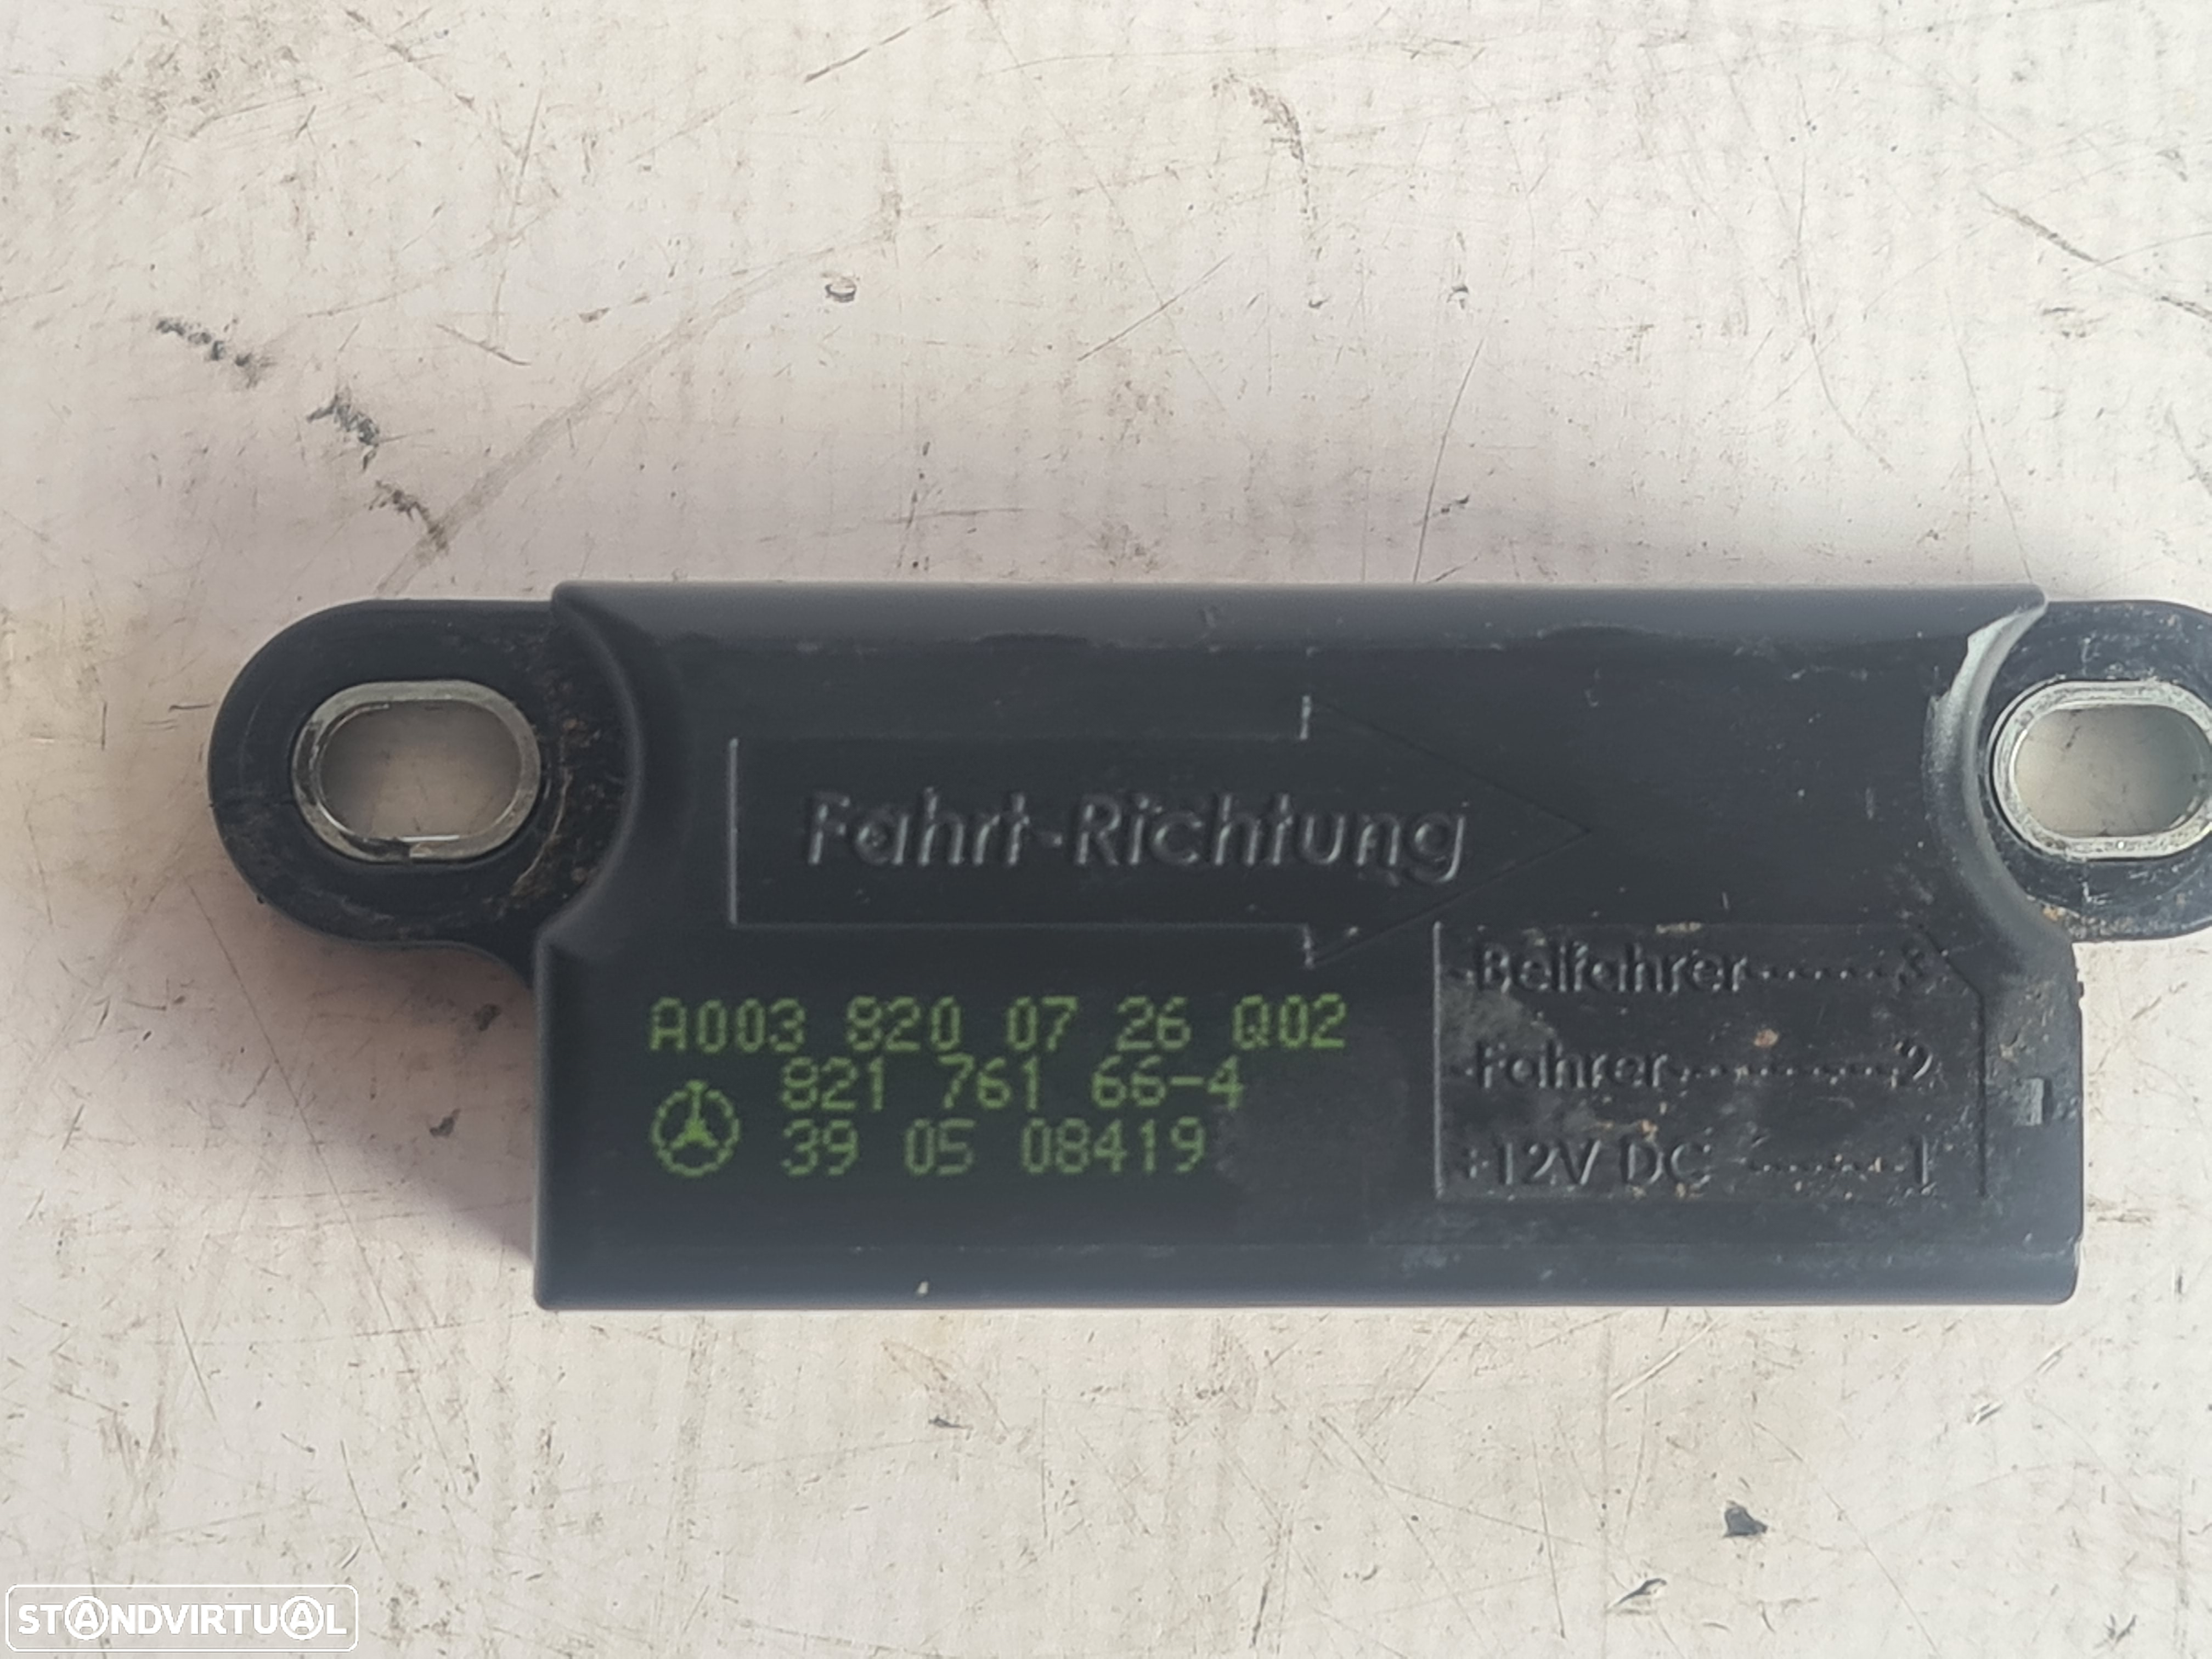 Fahrt-Richtung
Beifahrer......3
Fahrer.........2
+12V DC .......1
A003 820 07 26 Q02
821 761 66-4
39 05 08419
STANDVIRTUAL